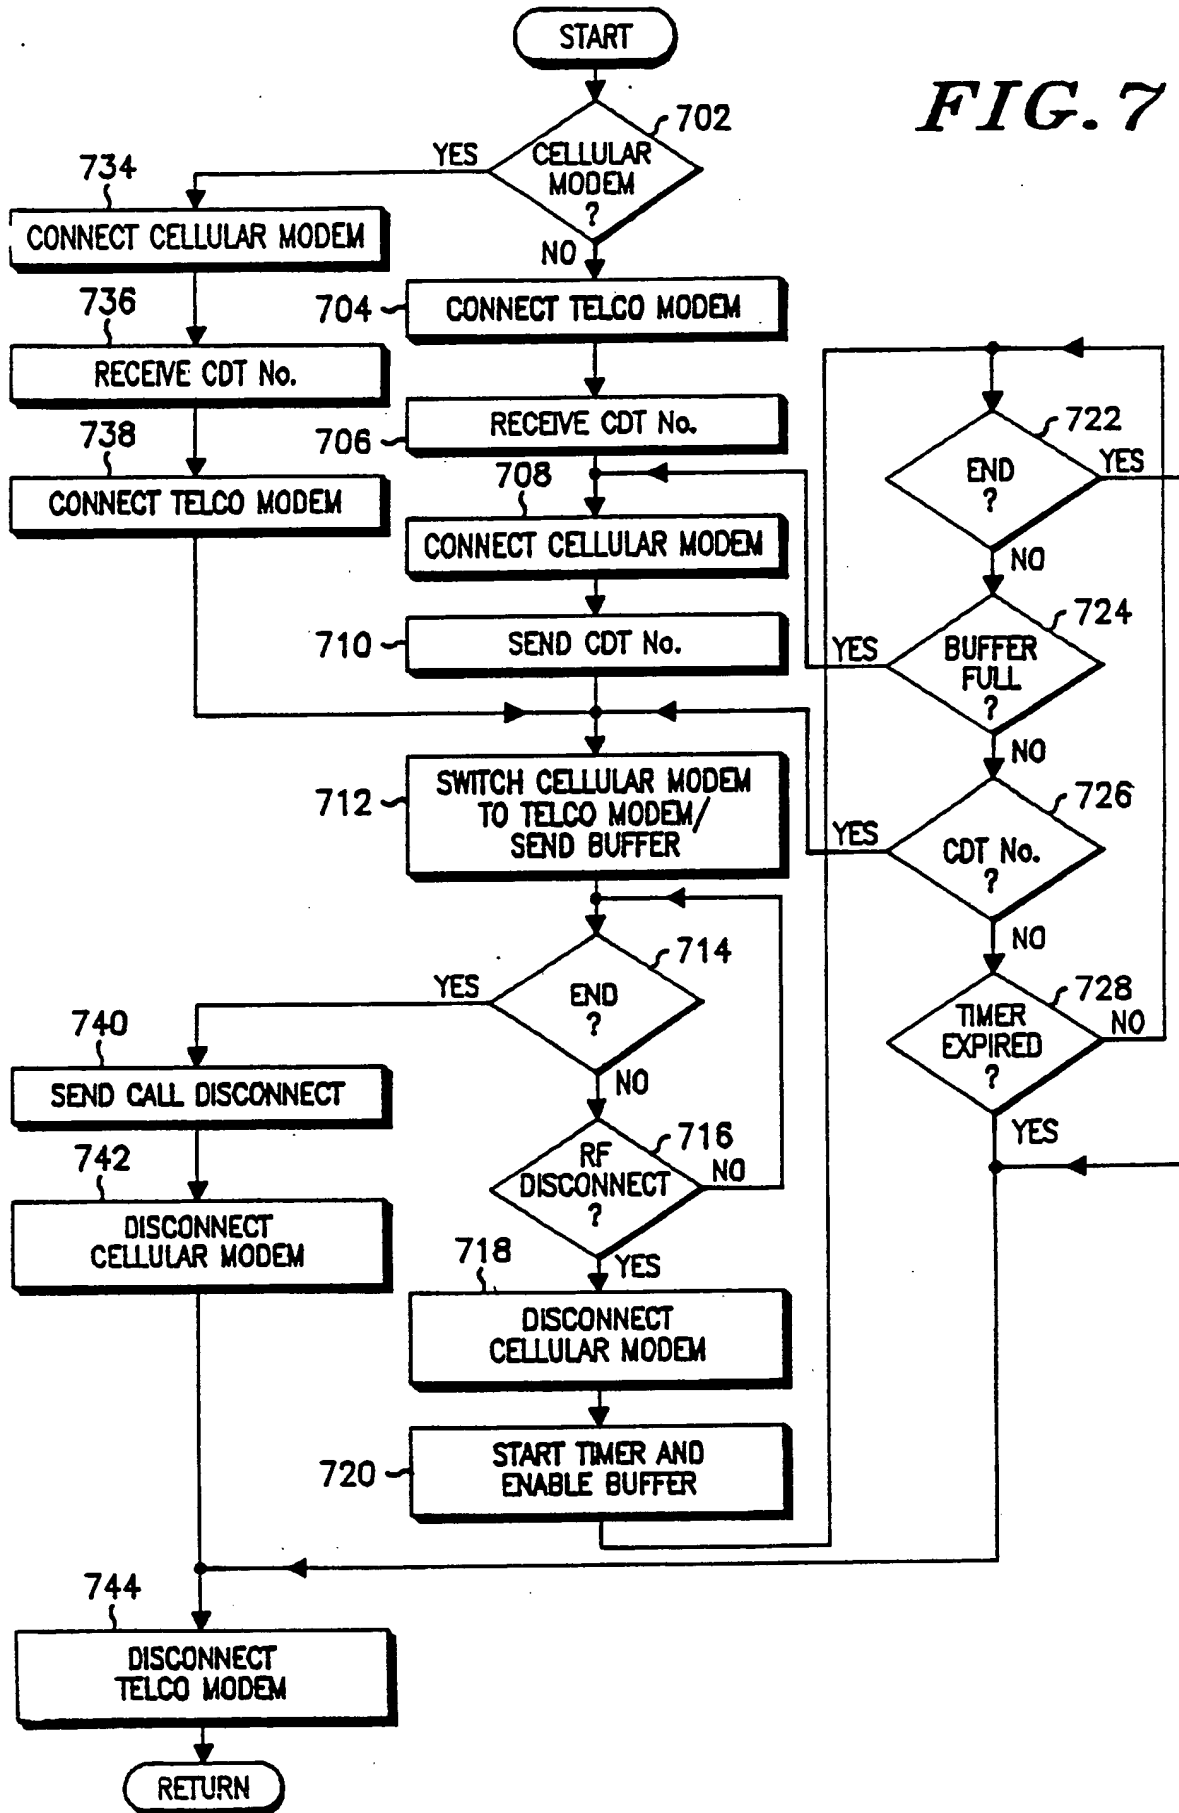 START
FIG. 7
702
CELLULAR
MODEM
?
YES
NO
734
CONNECT CELLULAR MODEM
704
CONNECT TELCO MODEM
736
RECEIVE CDT No.
706
RECEIVE CDT No.
738
CONNECT TELCO MODEM
708
CONNECT CELLULAR MODEM
710
SEND CDT No.
712
SWITCH CELLULAR MODEM
TO TELCO MODEM/
SEND BUFFER
714
END
?
YES
NO
716
RF
DISCONNECT
?
NO
YES
718
DISCONNECT
CELLULAR MODEM
720
START TIMER AND
ENABLE BUFFER
722
END
?
YES
NO
724
BUFFER
FULL
?
YES
NO
726
CDT No.
?
YES
NO
728
TIMER
EXPIRED
?
NO
YES
740
SEND CALL DISCONNECT
742
DISCONNECT
CELLULAR MODEM
744
DISCONNECT
TELCO MODEM
RETURN